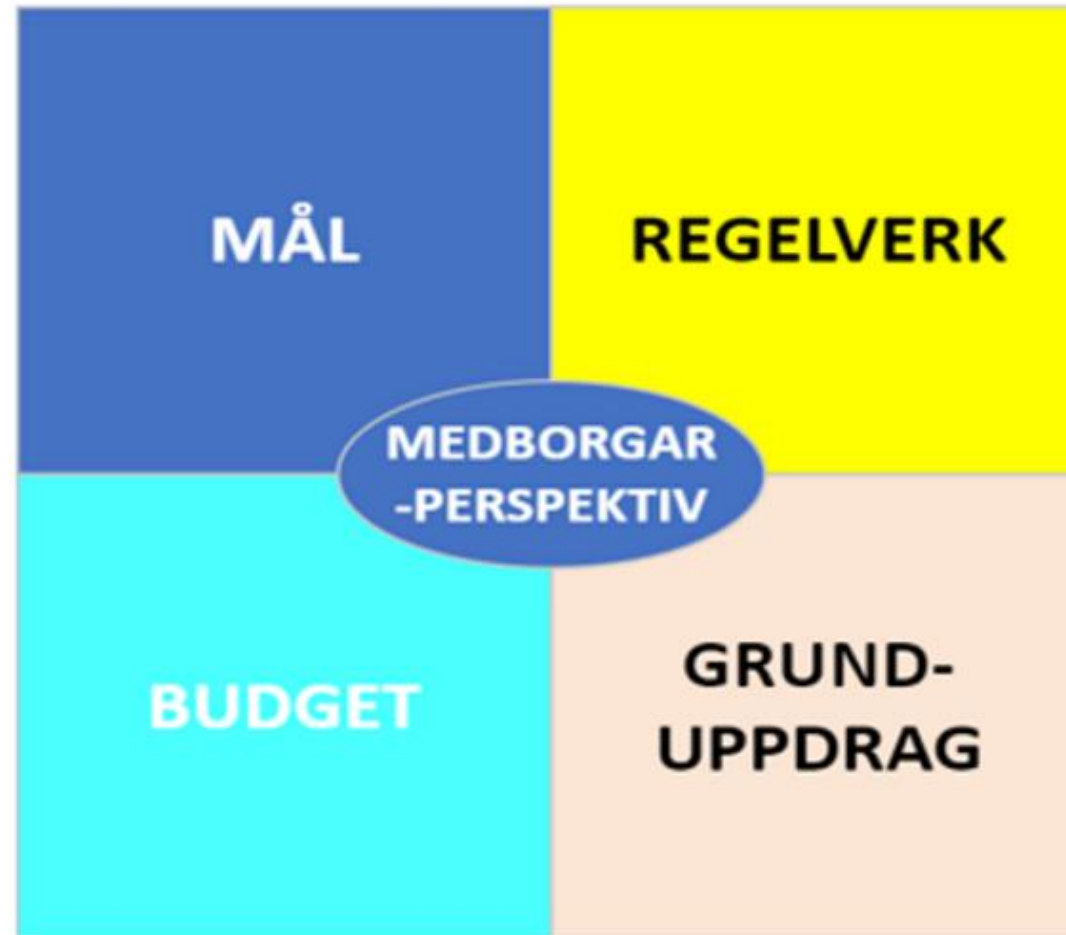 MÅL
REGELVERK
MEDBORGAR
-PERSPEKTIV
BUDGET
GRUND-
UPPDRAG